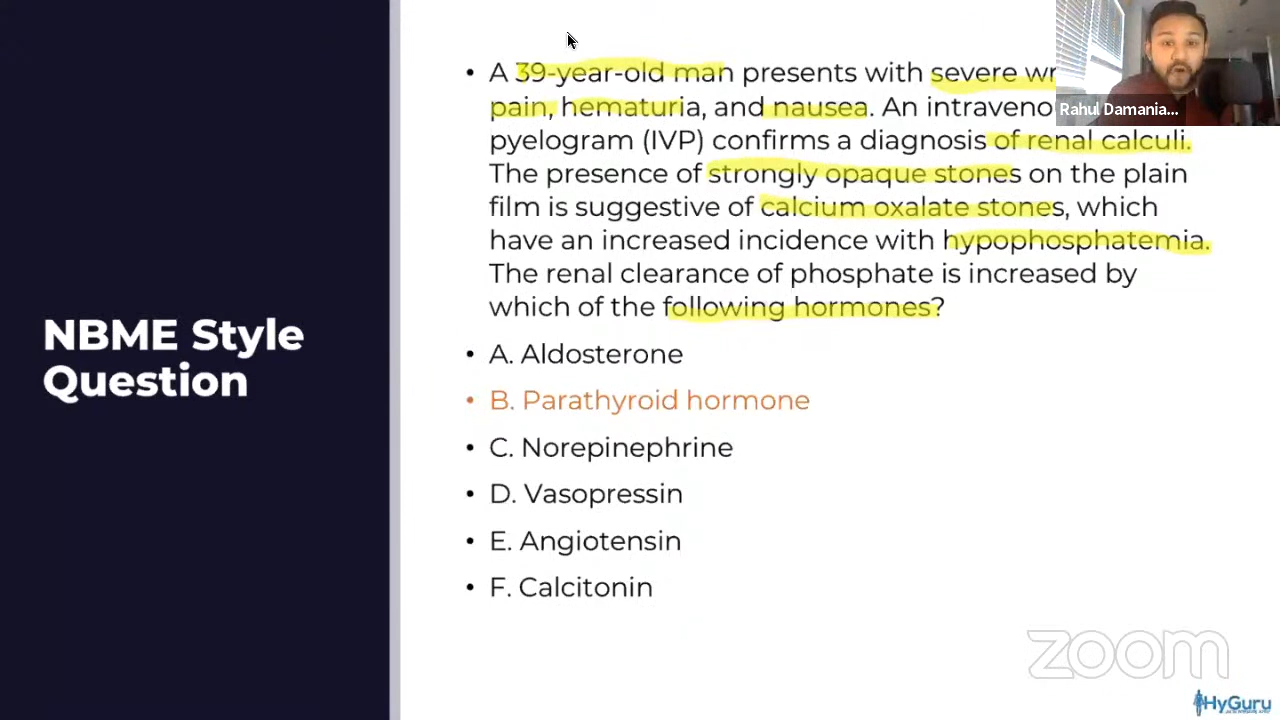 • A 39-year-old man presents with severe wr
Rahul Damania...
pain, hematuria, and nausea. An intraveno
pyelogram (IVP) confirms a diagnosis of renal calculi.
The presence of strongly opaque stones on the plain
film is suggestive of calcium oxalate stones, which
have an increased incidence with hypophosphatemia.
The renal clearance of phosphate is increased by
which of the following hormones?
NBME Style
Question
• A. Aldosterone
• B. Parathyroid hormone
• C. Norepinephrine
• D. Vasopressin
• E. Angiotensin
• F. Calcitonin
zoom
HyGuru